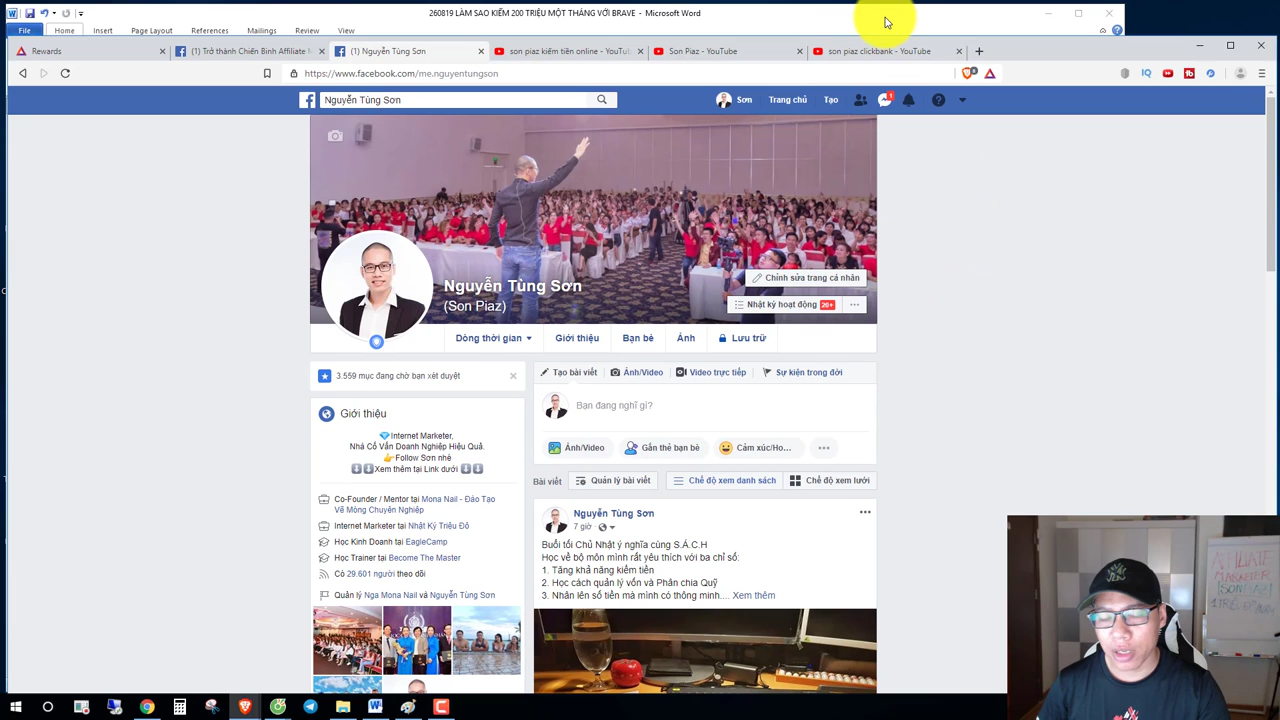 260819 LÀM SAO KIẾM 200 TRIỆU MỘT THÁNG VỚI BRAVE - Microsoft Word
File Home Insert Page Layout References Mailings Review View
Rewards
(1) Trở thành Chiến Binh Affiliate M
(1) Nguyễn Tùng Sơn
son piaz kiếm tiền online - YouTube
Son Piaz - YouTube
son piaz clickbank - YouTube
https://www.facebook.com/me.nguyentungson
Nguyễn Tùng Sơn
Sơn
Trang chủ
Tạo
1
Nguyễn Tùng Sơn
(Son Piaz)
Chỉnh sửa trang cá nhân
Nhật ký hoạt động 20+
Dòng thời gian
Giới thiệu
Bạn bè
Ảnh
Lưu trữ
3.559 mục đang chờ bạn xét duyệt
Tạo bài viết
Ảnh/Video
Video trực tiếp
Sự kiện trong đời
Bạn đang nghĩ gì?
Ảnh/Video
Gắn thẻ bạn bè
Cảm xúc/Ho...
Giới thiệu
💎Internet Marketer,
Nhà Cố Vấn Doanh Nghiệp Hiệu Quả.
👉Follow Sơn nhé
⬇⬇Xem thêm tại Link dưới ⬇⬇
Co-Founder / Mentor tại Mona Nail - Đào Tạo
Vẽ Móng Chuyên Nghiệp
Internet Marketer tại Nhật Ký Triệu Đô
Học Kinh Doanh tại EagleCamp
Học Trainer tại Become The Master
Có 29.601 người theo dõi
Quản lý Nga Mona Nail và Nguyễn Tùng Sơn
Bài viết
Quản lý bài viết
Chế độ xem danh sách
Chế độ xem lưới
Nguyễn Tùng Sơn
7 giờ
Buổi tối Chủ Nhật ý nghĩa cùng S.Á.C.H
Học về bộ môn mình rất yêu thích với ba chỉ số:
1. Tăng khả năng kiếm tiền
2. Học cách quản lý vốn và Phân chia Quỹ
3. Nhân lên số tiền mà mình có thông minh.... Xem thêm
AFFILIATE
MARKETER